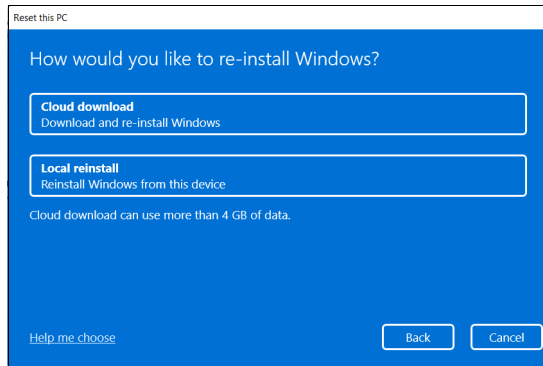 Reset this PC
How would you like to re-install Windows?
Cloud download
Download and re-install Windows
Local reinstall
Reinstall Windows from this device
Cloud download can use more than 4 GB of data.
Help me choose
Back
Cancel